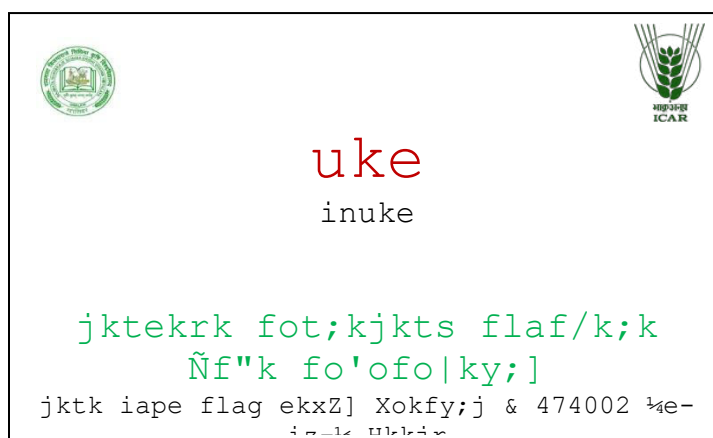 भाकृअनुप
ICAR
uke
inuke
jktekrk fot;kjkts flaf/k;k
Ñf"k fo'ofo|ky;]
jktk iape flag ekxZ] Xokfy;j & 474002 ¼e-